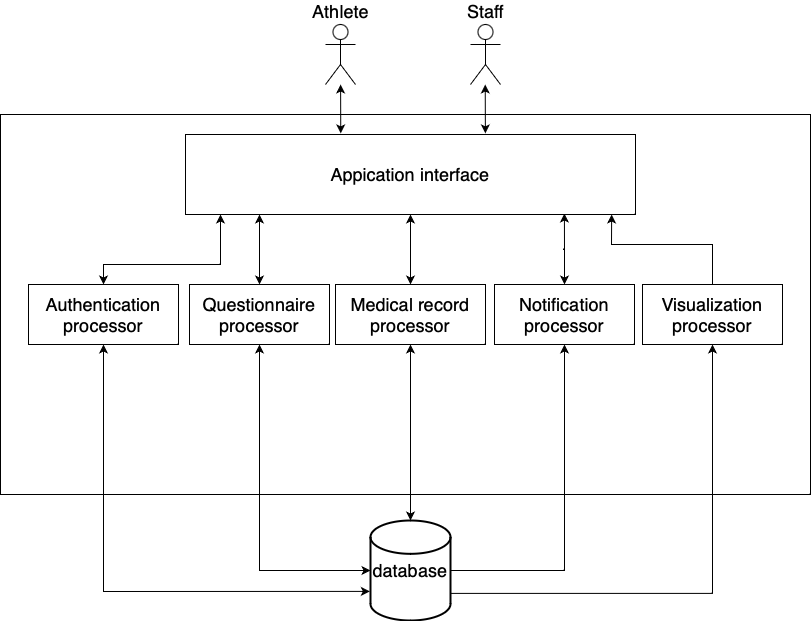 Athlete
Staff
Appication interface
Authentication
processor
Questionnaire
processor
Medical record
processor
Notification
processor
Visualization
processor
database